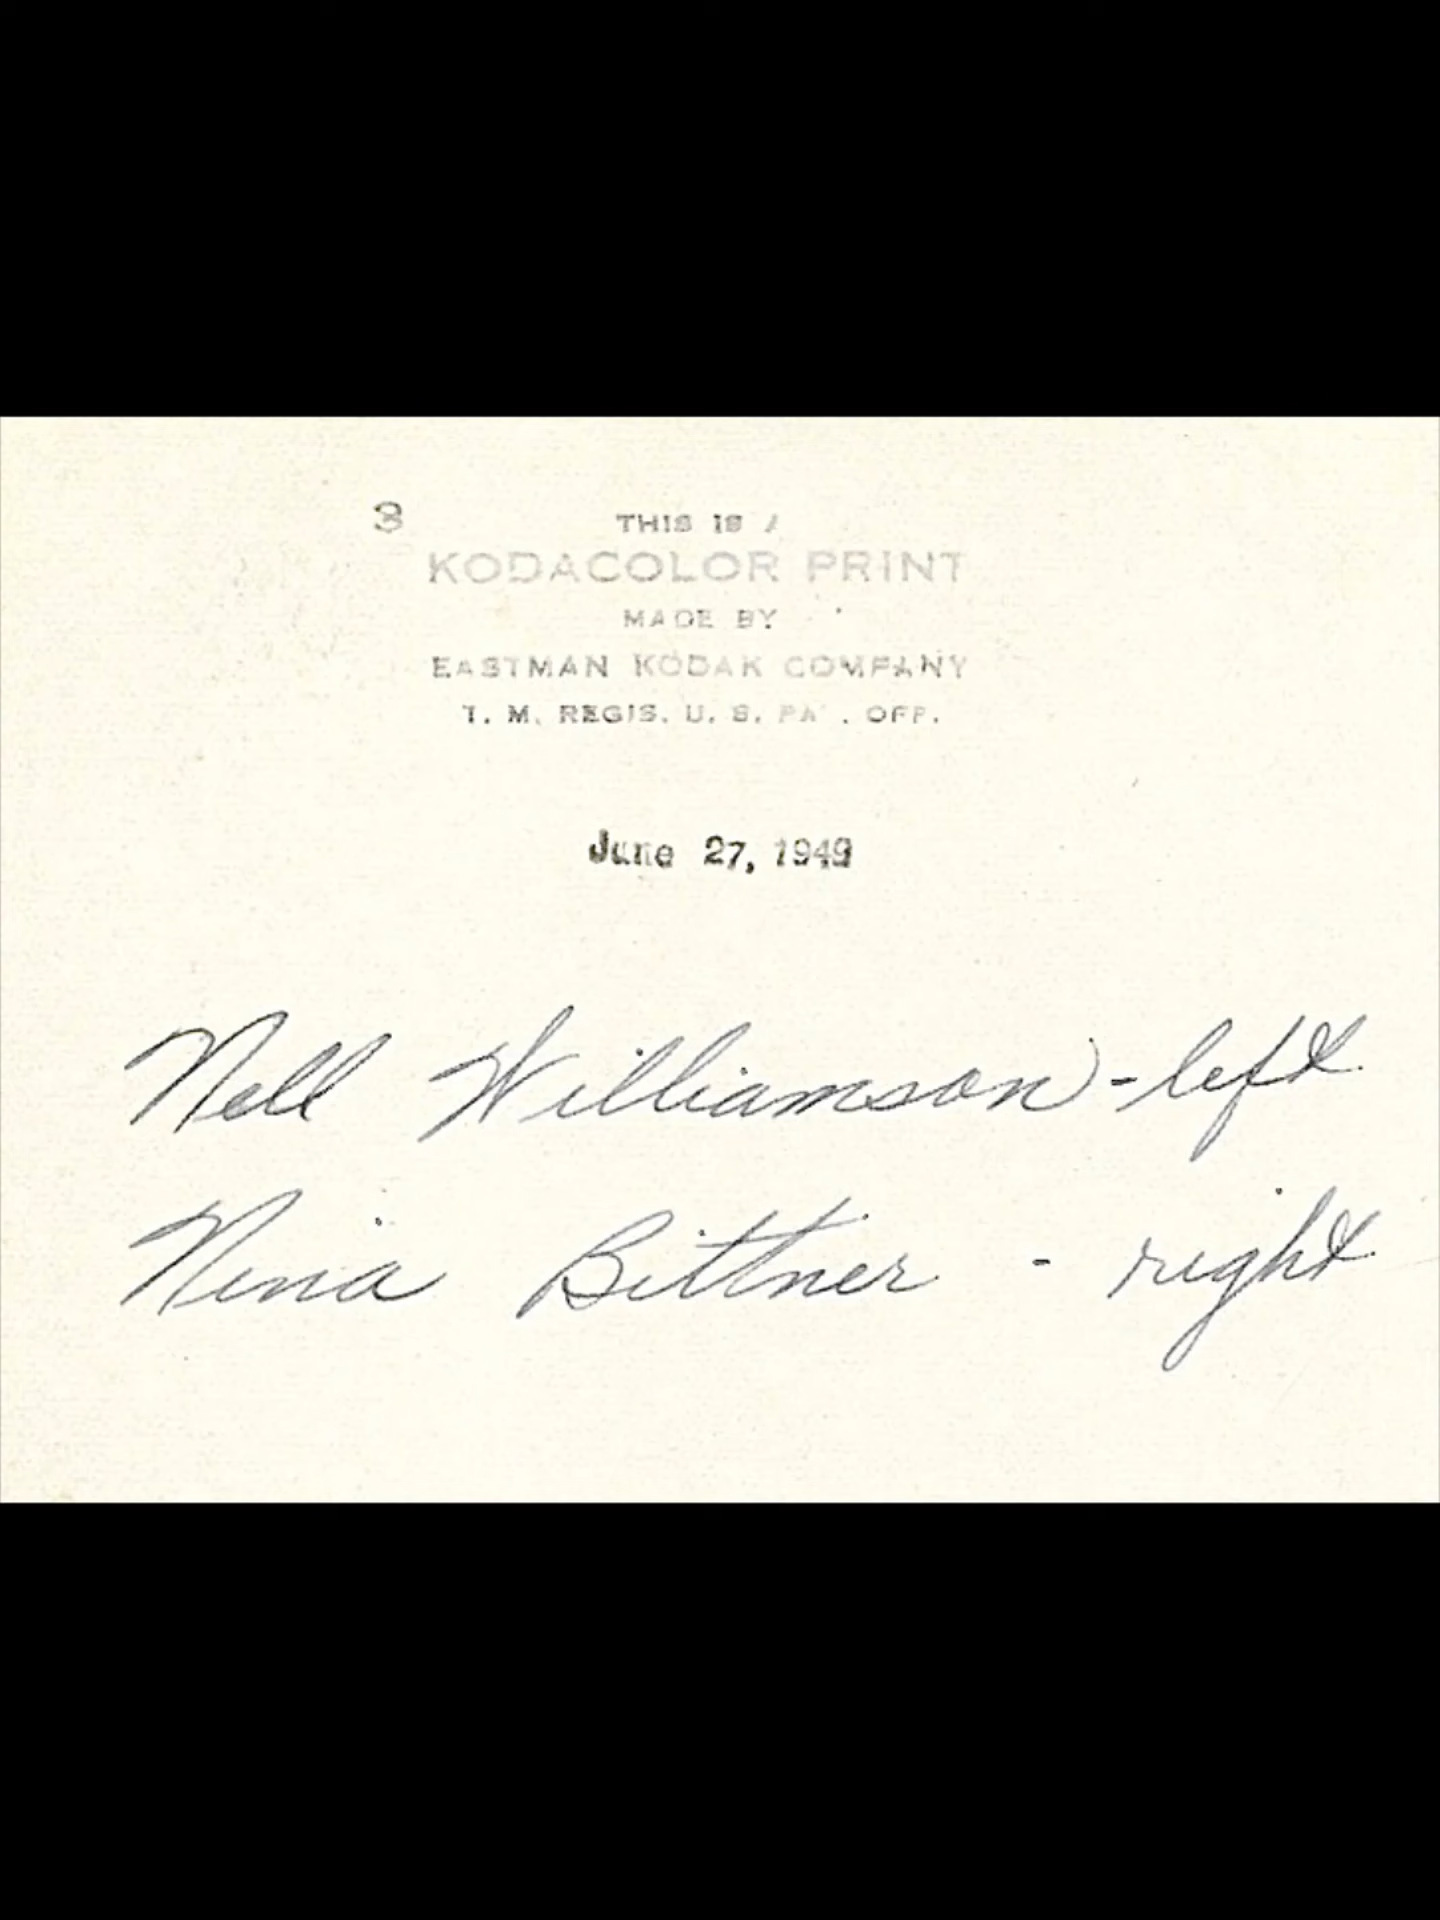 3
THIS IS A
KODACOLOR PRINT
MADE BY
EASTMAN KODAK COMPANY
T. M. REGIS. U. S. PAT. OFF.
June 27, 1949
Nell Williamson - left
Nina Bittner - right